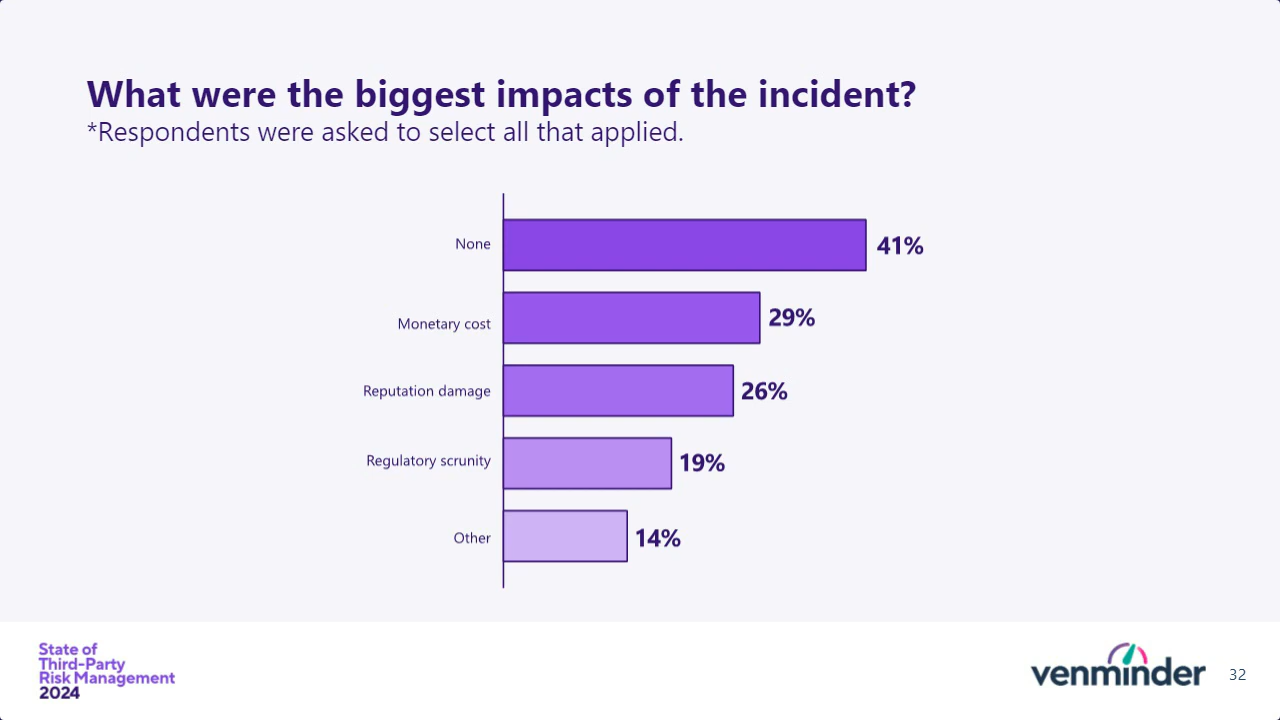 What were the biggest impacts of the incident?
*Respondents were asked to select all that applied.
None
41%
Monetary cost
29%
Reputation damage
26%
Regulatory scrunity
19%
Other
14%
State of
Third-Party
Risk Management
2024
venminder
32